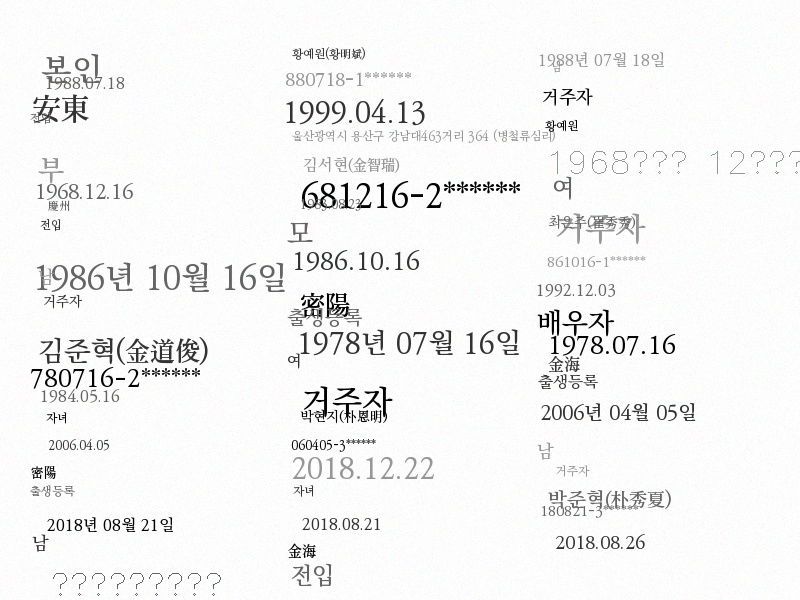 황예원(황明斌)
1988년 07월 18일
본인
880718-1******
1988.07.18
거주자
安東
1999.04.13
전입
황예원
울산광역시 용산구 강남대463거리 364 (병철류심리)
김서현(金智瑞)
1968??? 12???
부
여
1968.12.16
681216-2******
慶州
1983.08.23
전입
거주자
모
861016-1******
1986.10.16
1992.12.03
남
1986년 10월 16일
거주자
密陽
출생등록
배우자
1978년 07월 16일
1978.07.16
김준혁(金道俊)
여
金海
780716-2******
출생등록
1984.05.16
거주자
자녀
박현지(朴恩明)
2006년 04월 05일
2006.04.05
060405-3******
남
密陽
2018.12.22
거주자
출생등록
자녀
박준혁(朴秀夏)
180821-3******
2018년 08월 21일
2018.08.21
남
金海
2018.08.26
?????????
전입